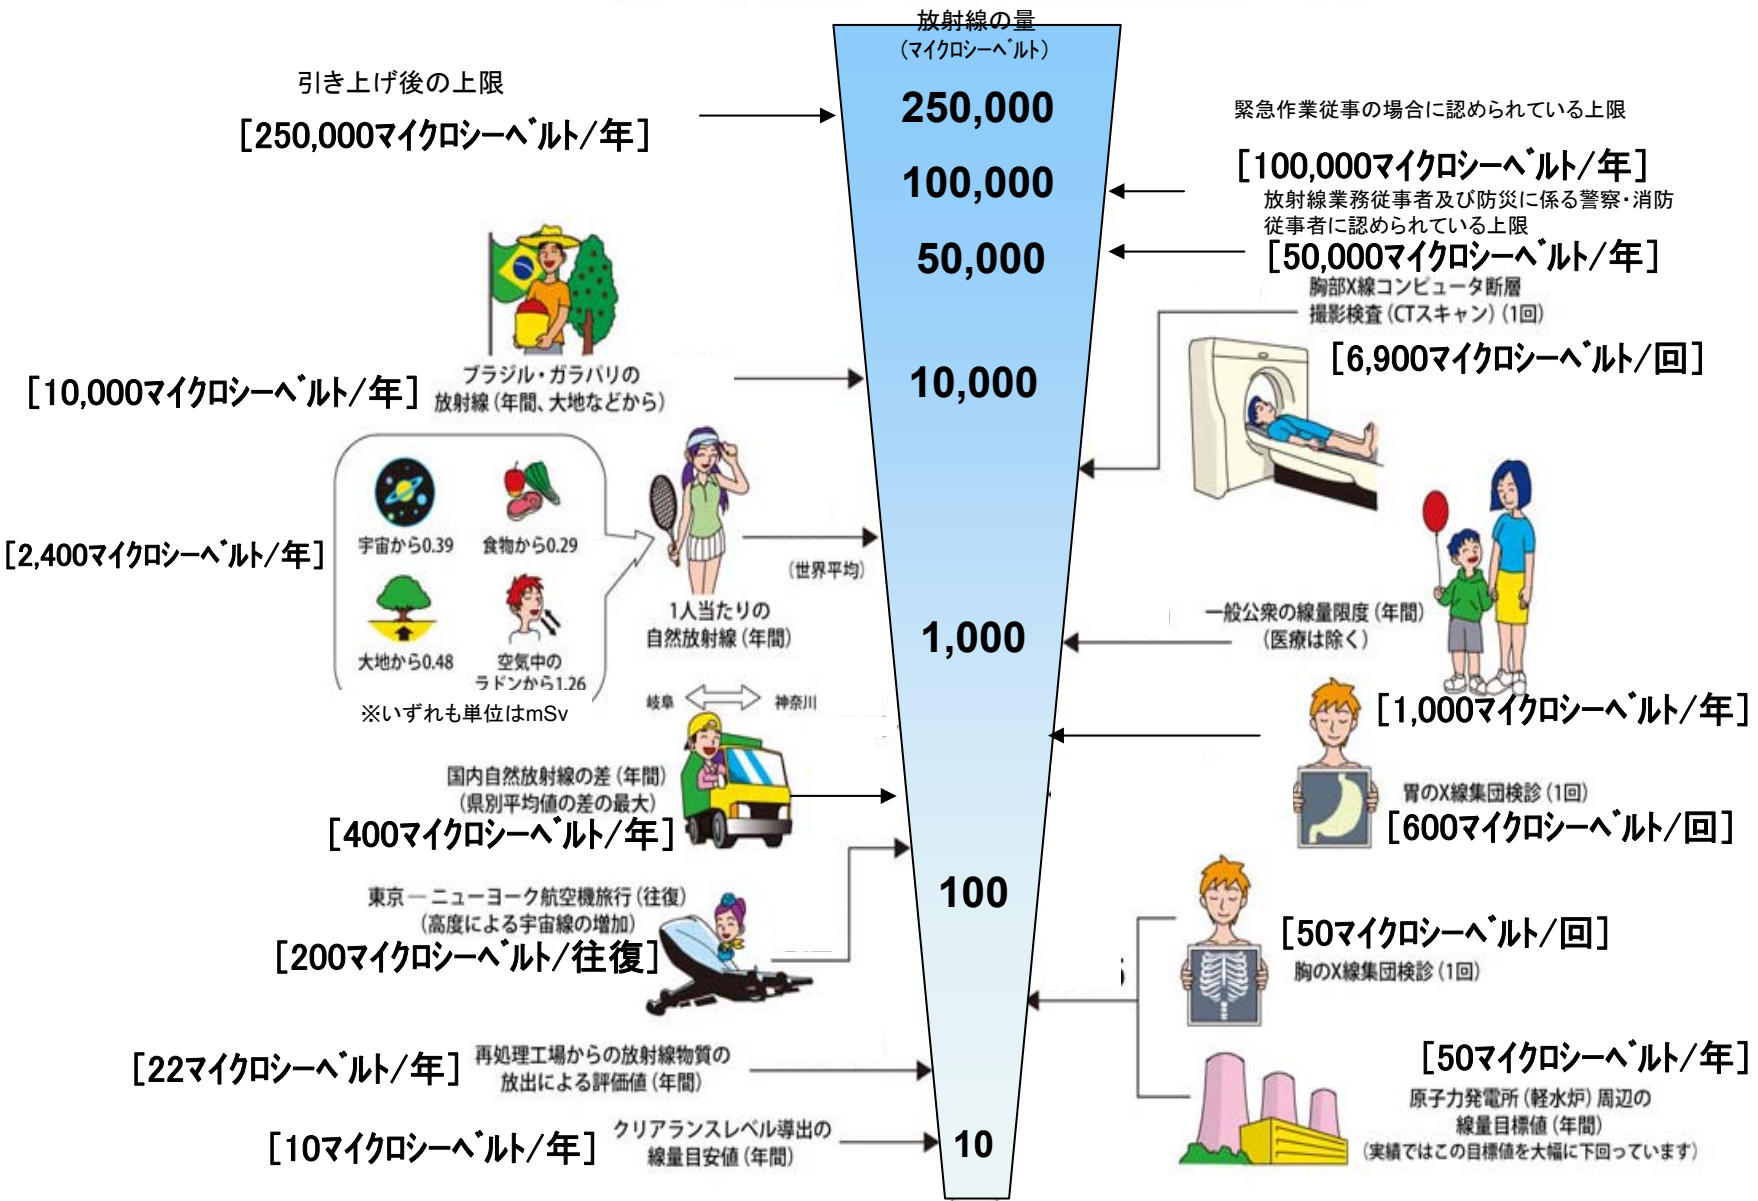 放射線の量
（マイクロシーベルト）
250,000
100,000
50,000
10,000
1,000
100
10
引き上げ後の上限
[250,000マイクロシーベルト/年]
ブラジル・ガラパリの
放射線（年間、大地などから）
[10,000マイクロシーベルト/年]
宇宙から0.39
食物から0.29
大地から0.48
空気中の
ラドンから1.26
※いずれも単位はmSv
[2,400マイクロシーベルト/年]
（世界平均）
1人当たりの
自然放射線（年間）
岐阜
神奈川
国内自然放射線の差（年間）
（県別平均値の差の最大）
[400マイクロシーベルト/年]
東京―ニューヨーク航空機旅行（往復）
（高度による宇宙線の増加）
[200マイクロシーベルト/往復]
[22マイクロシーベルト/年]
再処理工場からの放射線物質の
放出による評価値（年間）
[10マイクロシーベルト/年]
クリアランスレベル導出の
線量目安値（年間）
緊急作業従事の場合に認められている上限
[100,000マイクロシーベルト/年]
放射線業務従事者及び防災に係る警察・消防
従事者に認められている上限
[50,000マイクロシーベルト/年]
胸部X線コンピュータ断層
撮影検査（CTスキャン）（1回）
[6,900マイクロシーベルト/回]
一般公衆の線量限度（年間）
（医療は除く）
[1,000マイクロシーベルト/年]
胃のX線集団検診（1回）
[600マイクロシーベルト/回]
[50マイクロシーベルト/回]
胸のX線集団検診（1回）
[50マイクロシーベルト/年]
原子力発電所（軽水炉）周辺の
線量目標値（年間）
（実績ではこの目標値を大幅に下回っています）